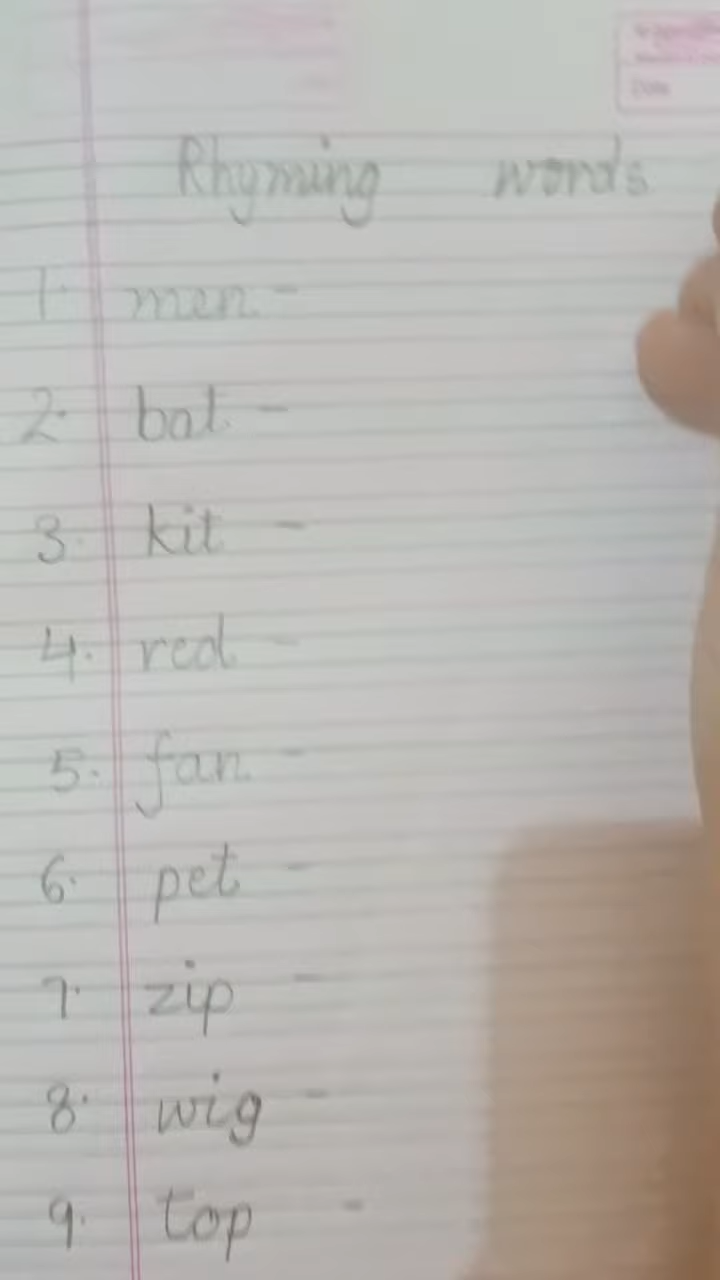 Date
Rhyming words
1. men -
2. bat -
3. kit -
4. red -
5. fan -
6. pet -
7. zip -
8. wig -
9. top -